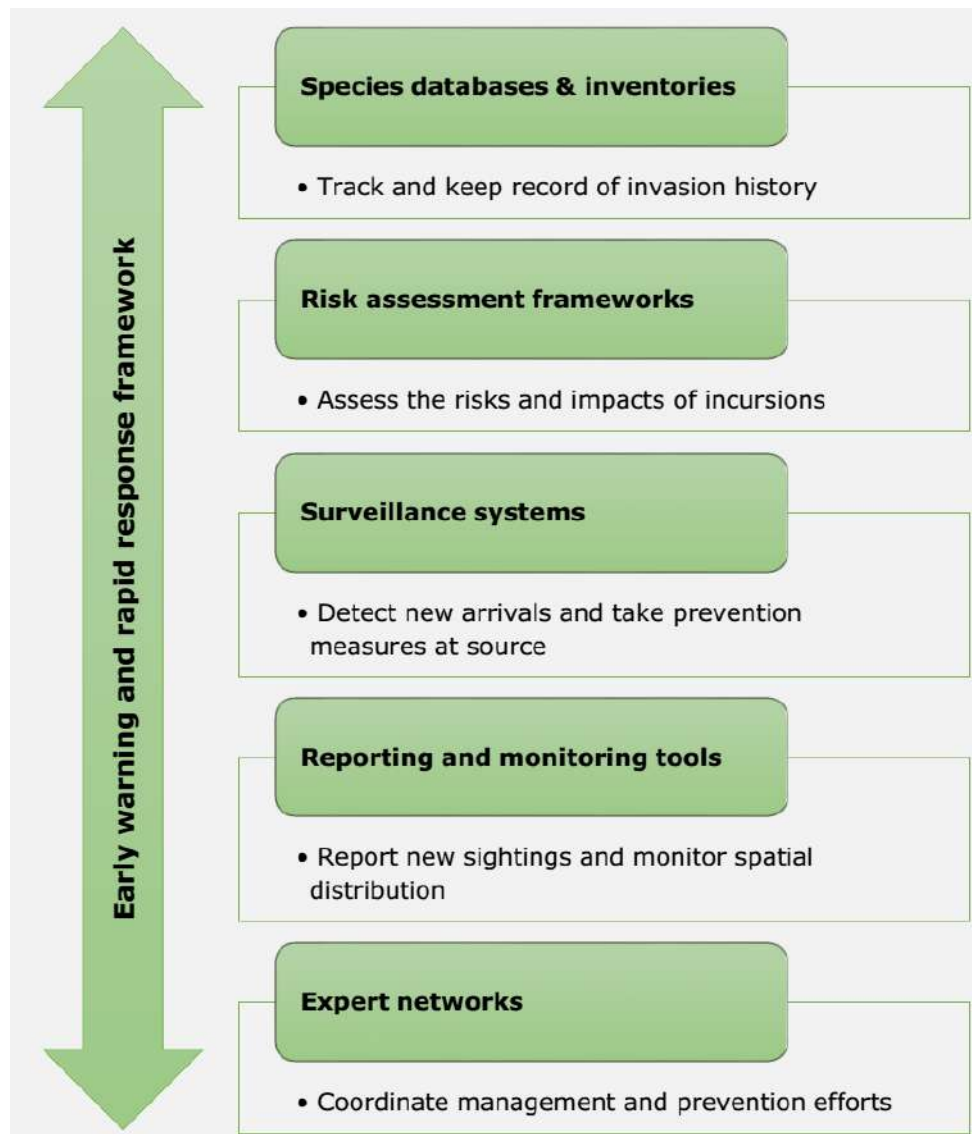 Early warning and rapid response framework
Species databases & inventories
• Track and keep record of invasion history
Risk assessment frameworks
• Assess the risks and impacts of incursions
Surveillance systems
• Detect new arrivals and take prevention
measures at source
Reporting and monitoring tools
• Report new sightings and monitor spatial
distribution
Expert networks
• Coordinate management and prevention efforts